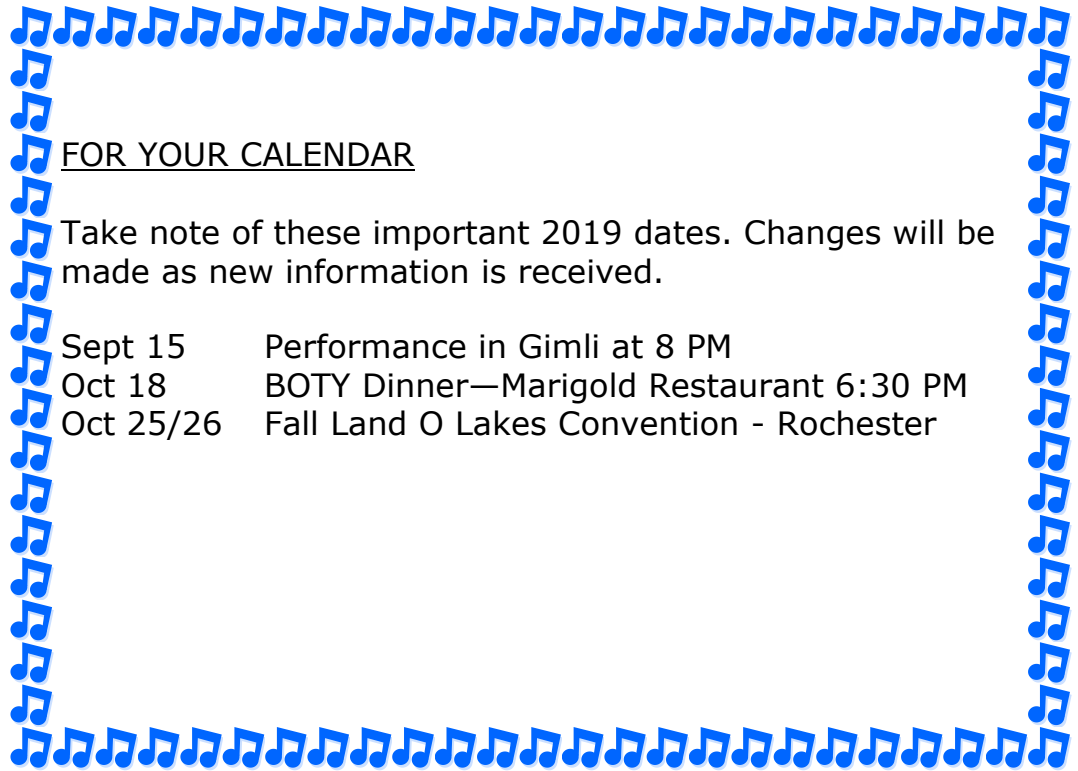 FOR YOUR CALENDAR
Take note of these important 2019 dates. Changes will be
made as new information is received.
Sept 15 Performance in Gimli at 8 PM
Oct 18 BOTY Dinner—Marigold Restaurant 6:30 PM
Oct 25/26 Fall Land O Lakes Convention - Rochester